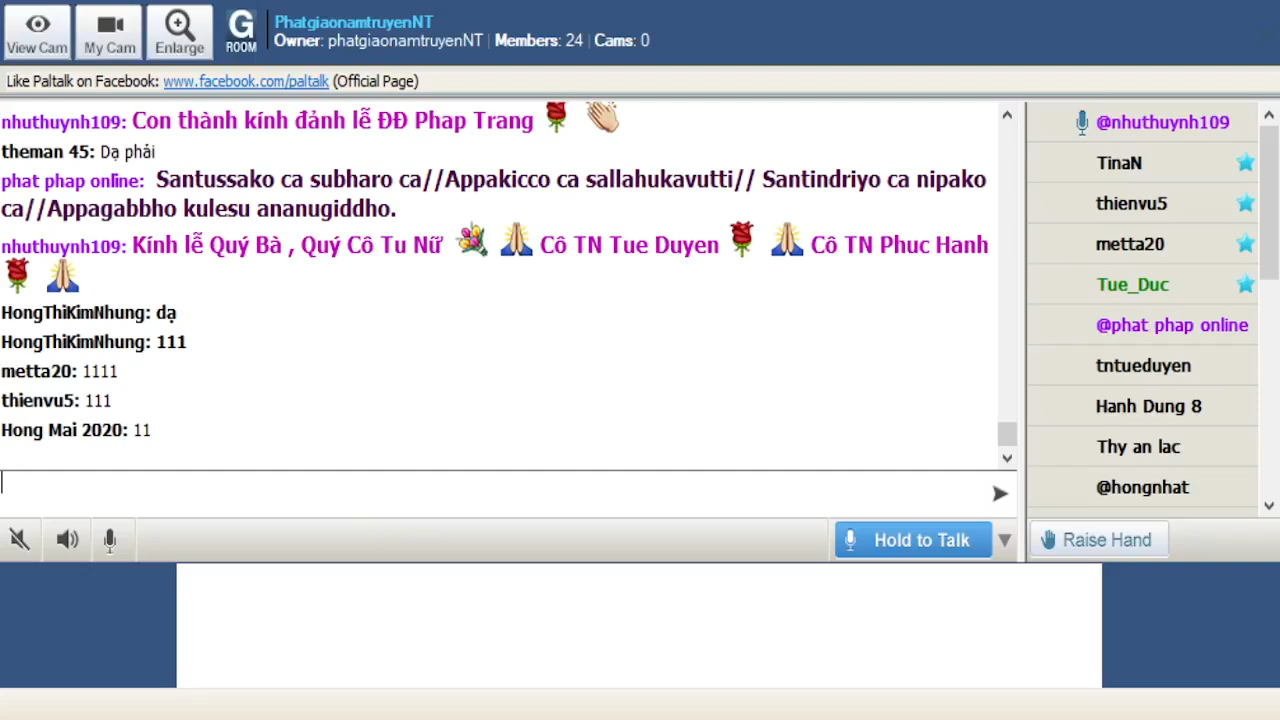 View Cam
My Cam
Enlarge
G
ROOM
PhatgiaonamtruyenNT
Owner: phatgiaonamtruyenNT | Members: 24 | Cams: 0
Like Paltalk on Facebook: www.facebook.com/paltalk (Official Page)
nhuthuynh109: Con thành kính đảnh lễ ĐĐ Phap Trang
theman 45: Dạ phải
phat phap online: Santussako ca subharo ca//Appakicco ca sallahukavutti// Santindriyo ca nipako
ca//Appagabbho kulesu ananugiddho.
nhuthuynh109: Kính lễ Quý Bà , Quý Cô Tu Nữ Cô TN Tue Duyen Cô TN Phuc Hanh
HongThiKimNhung: dạ
HongThiKimNhung: 111
metta20: 1111
thienvu5: 111
Hong Mai 2020: 11
@nhuthuynh109
TinaN
thienvu5
metta20
Tue_Duc
@phat phap online
tntueduyen
Hanh Dung 8
Thy an lac
@hongnhat
Hold to Talk
Raise Hand